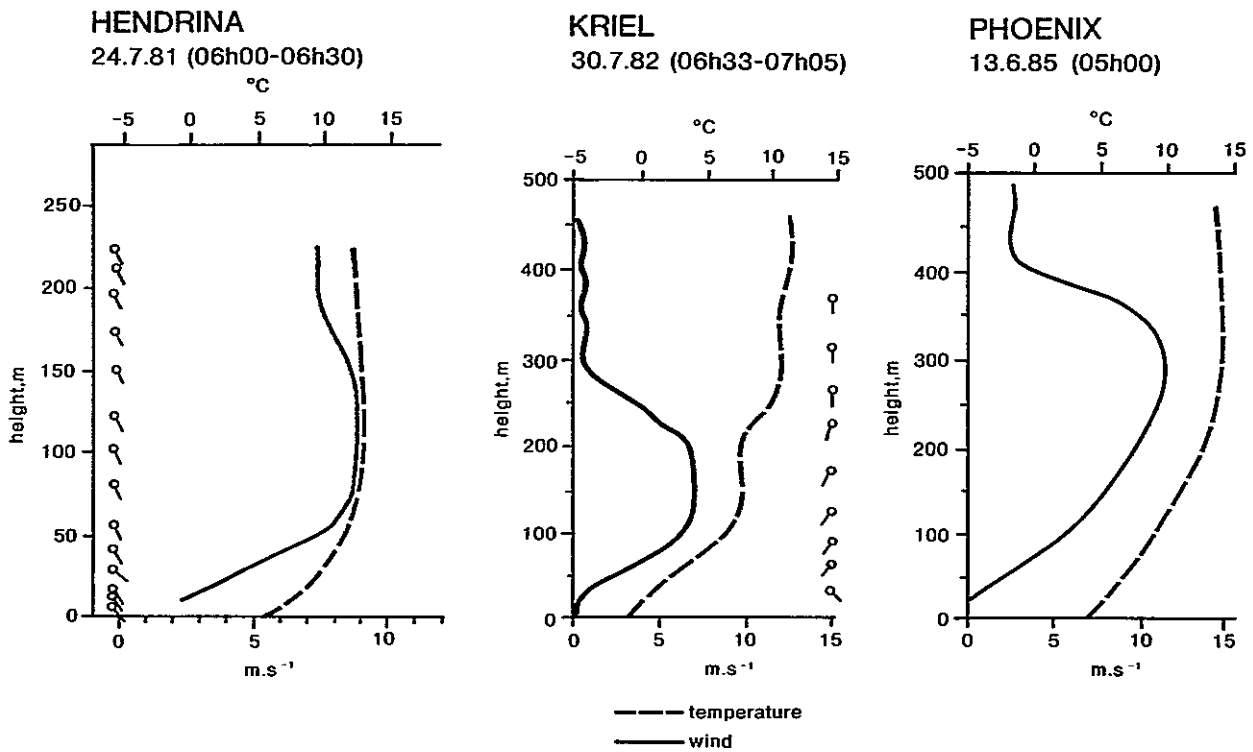 HENDRINA
24.7.81 (06h00-06h30)
°C
-5 0 5 10 15
250
200
150
100
50
0
height,m
0 5 10
m.s⁻¹
KRIEL
30.7.82 (06h33-07h05)
°C
-5 0 5 10 15
500
400
300
200
100
0
height,m
0 5 10 15
m.s⁻¹
PHOENIX
13.6.85 (05h00)
°C
-5 0 5 10 15
500
400
300
200
100
0
height,m
0 5 10 15
m.s⁻¹
temperature
wind